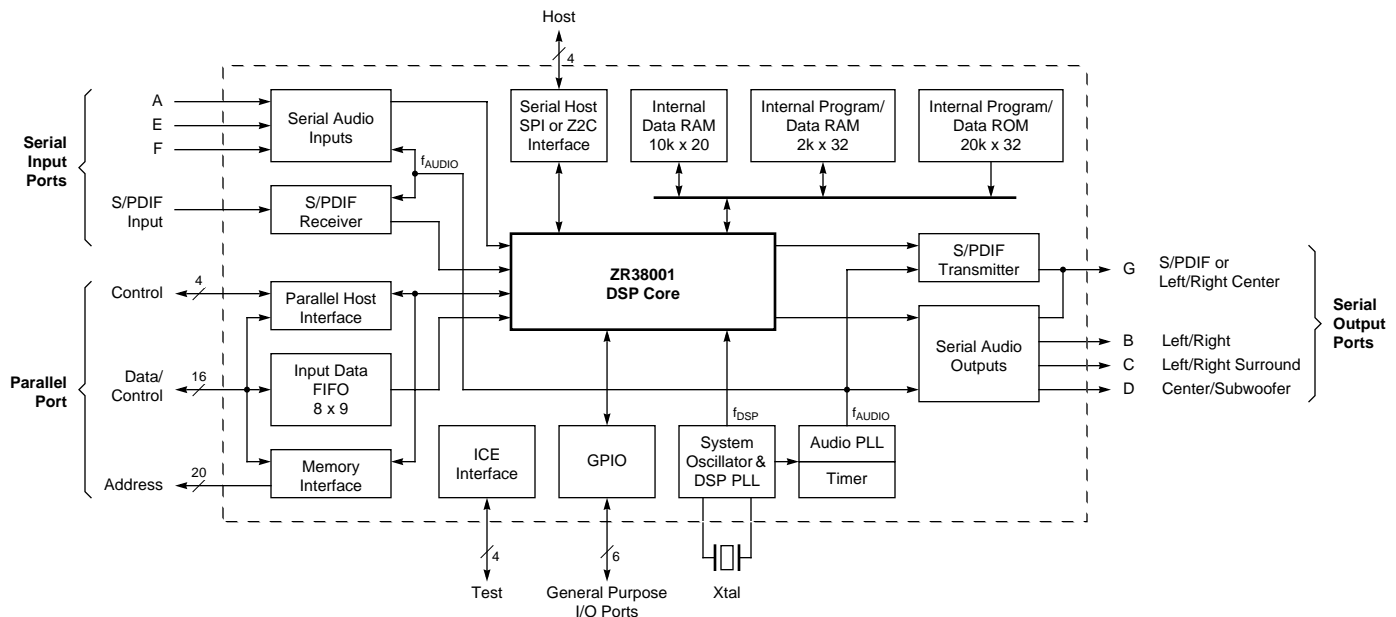 Host
4
A
E
F
Serial
Input
Ports
S/PDIF
Input
Serial Audio
Inputs
fAUDIO
S/PDIF
Receiver
Serial Host
SPI or Z2C
Interface
Internal
Data RAM
10k x 20
Internal Program/
Data RAM
2k x 32
Internal Program/
Data ROM
20k x 32
ZR38001
DSP Core
S/PDIF
Transmitter
G
S/PDIF or
Left/Right Center
Serial
Output
Ports
Serial Audio
Outputs
B
Left/Right
C
Left/Right Surround
D
Center/Subwoofer
Parallel
Port
Control
4
Parallel Host
Interface
Data/
Control
16
Input Data
FIFO
8 x 9
Address
20
Memory
Interface
ICE
Interface
GPIO
fDSP
System
Oscillator &
DSP PLL
fAUDIO
Audio PLL
Timer
4
Test
6
General Purpose
I/O Ports
Xtal